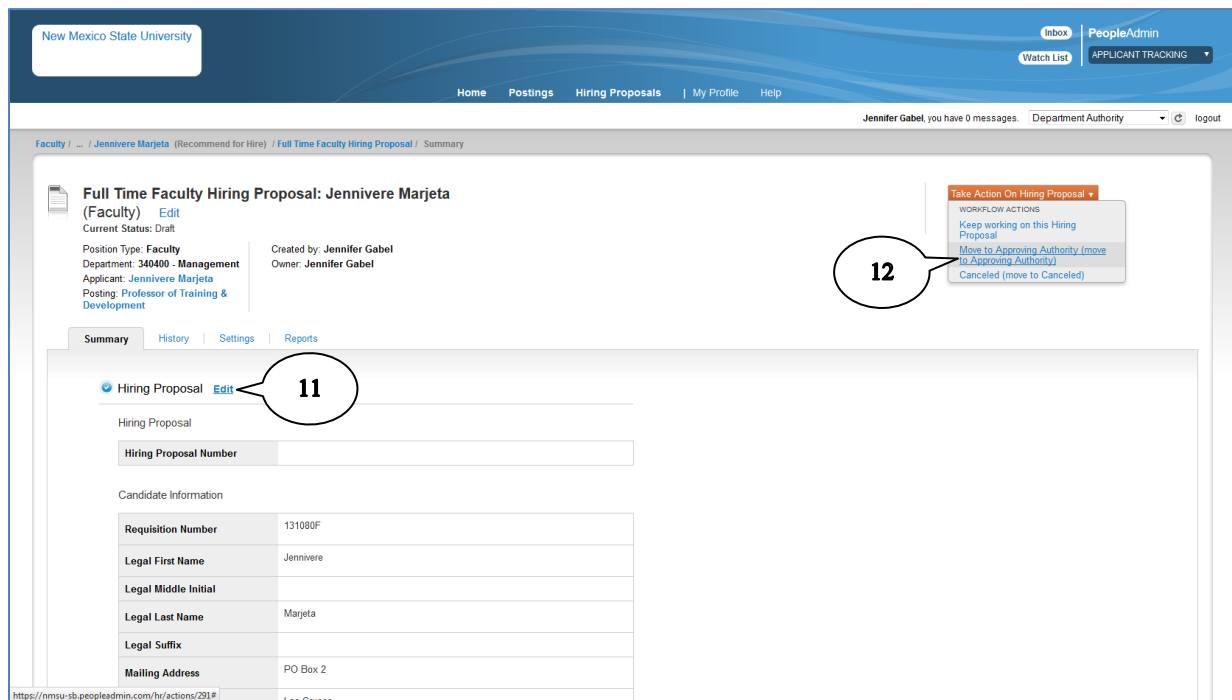 New Mexico State University
Inbox
PeopleAdmin
Watch List
APPLICANT TRACKING
Home Postings Hiring Proposals | My Profile Help
Jennifer Gabel, you have 0 messages. Department Authority logout
Faculty / ... / Jennivere Marjeta (Recommend for Hire) / Full Time Faculty Hiring Proposal / Summary
Full Time Faculty Hiring Proposal: Jennivere Marjeta
(Faculty) Edit
Current Status: Draft
Position Type: Faculty
Department: 340400 - Management
Applicant: Jennivere Marjeta
Posting: Professor of Training &
Development
Created by: Jennifer Gabel
Owner: Jennifer Gabel
Take Action On Hiring Proposal
WORKFLOW ACTIONS
Keep working on this Hiring
Proposal
Move to Approving Authority (move
to Approving Authority)
Canceled (move to Canceled)
12
Summary History Settings Reports
Hiring Proposal Edit
11
Hiring Proposal
Hiring Proposal Number
Candidate Information
Requisition Number 131080F
Legal First Name Jennivere
Legal Middle Initial
Legal Last Name Marjeta
Legal Suffix
Mailing Address PO Box 2
https://nmsu-sb.peopleadmin.com/hr/actions/291#